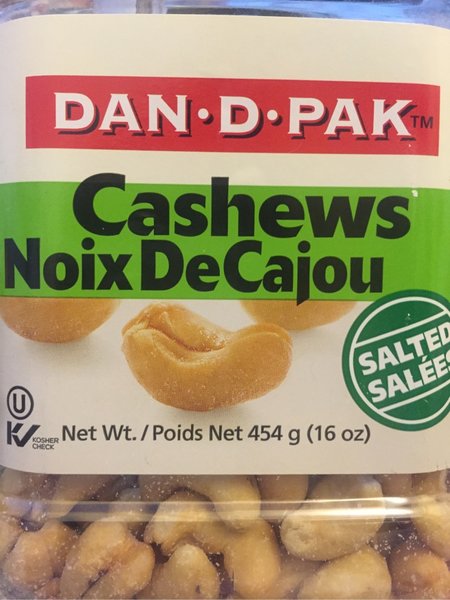 DAN·D·PAK™
Cashews
Noix DeCajou
SALTED
SALÉES
U
K
KOSHER
CHECK
Net Wt. / Poids Net 454 g (16 oz)